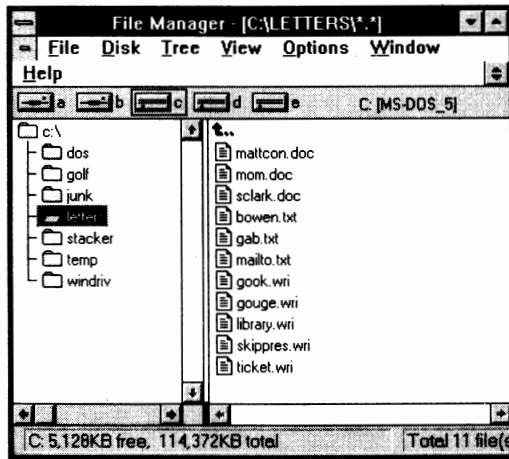 File Manager - [C:\LETTERS\*.*]
File Disk Tree View Options Window
Help
a b c d e C: [MS-DOS_5]
c:\
dos
golf
junk
letters
stacker
temp
windriv
t..
mattcon.doc
mom.doc
sclark.doc
bowen.txt
gab.txt
mailto.txt
gook.wri
gouge.wri
library.wri
skippres.wri
ticket.wri
C: 5,128KB free, 114,372KB total Total 11 file(s